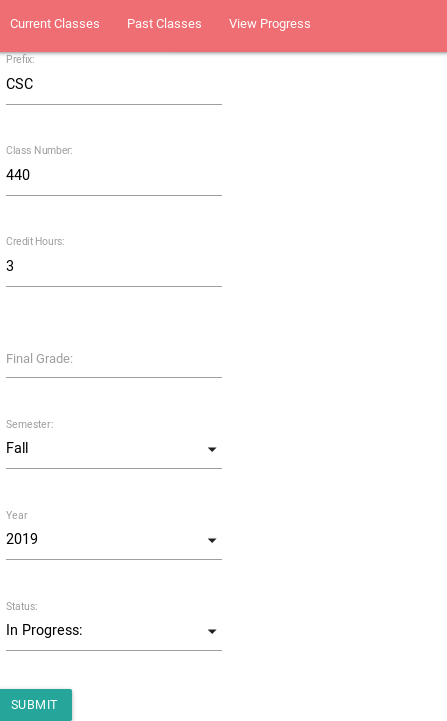 Current Classes Past Classes View Progress
Prefix:
CSC
Class Number:
440
Credit Hours:
3
Final Grade:
Semester:
Fall
Year
2019
Status:
In Progress:
SUBMIT